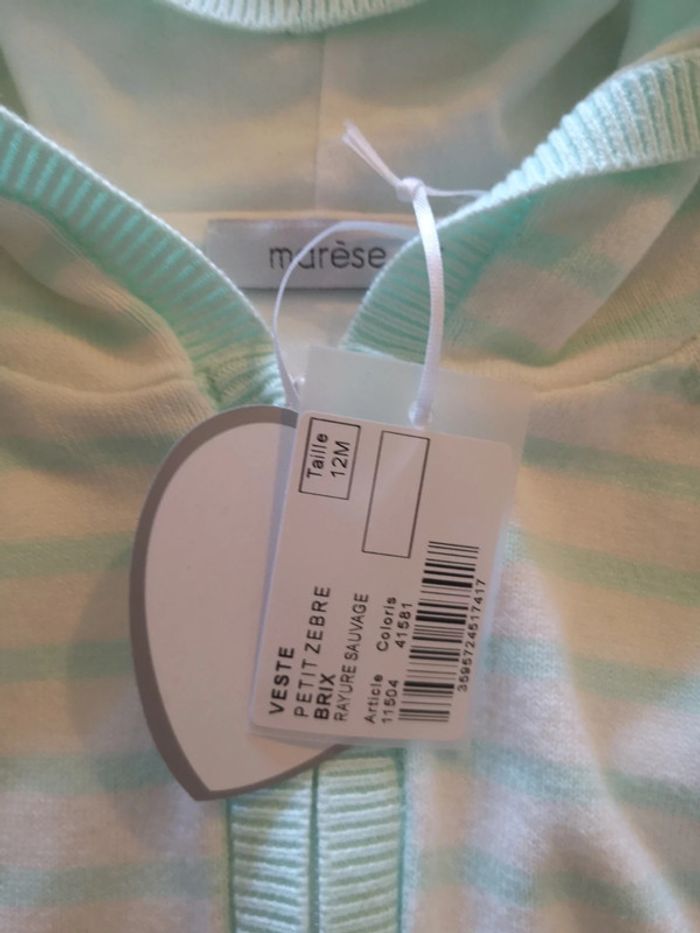 marèse
Taille
12M
VESTE
PETIT ZEBRE
BRIX
RAYURE SAUVAGE
Article Coloris
11504 41581
3595724517417